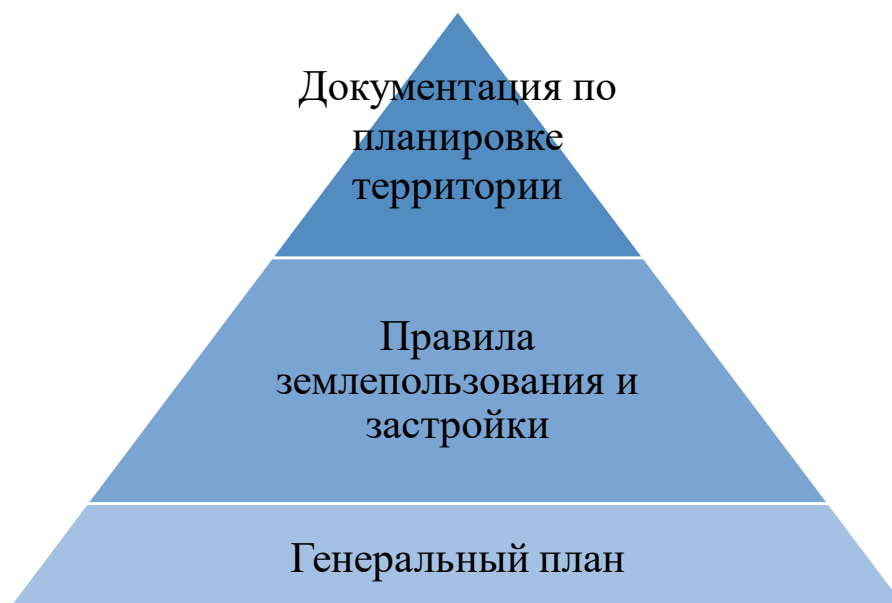 Документация по
планировке
территории
Правила
землепользования и
застройки
Генеральный план